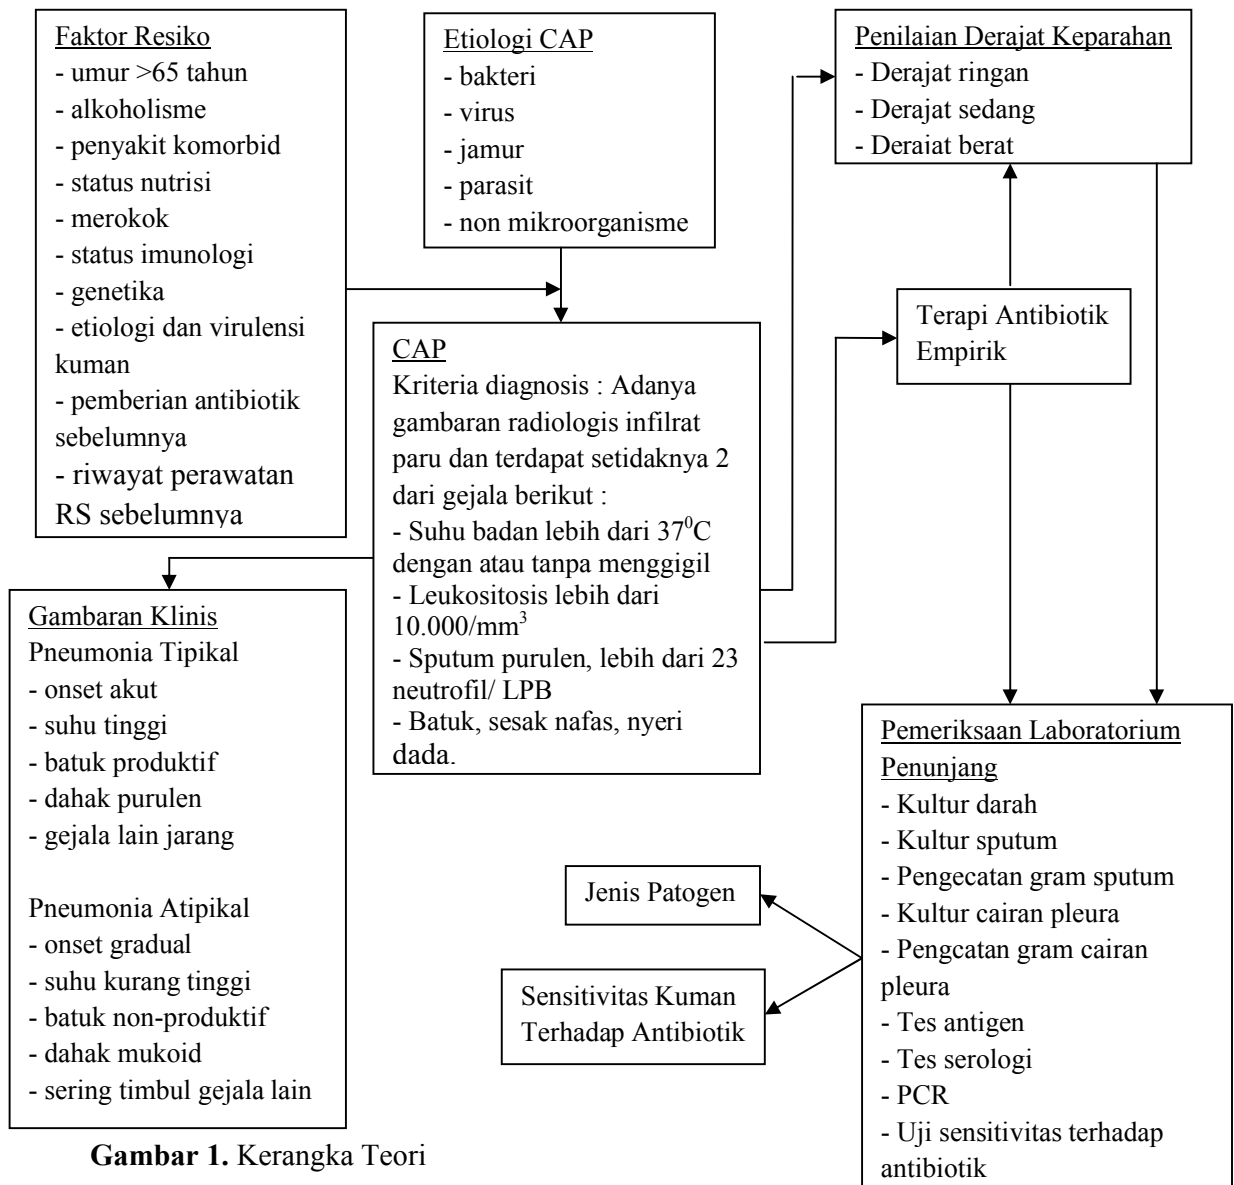 Faktor Resiko
- umur >65 tahun
- alkoholisme
- penyakit komorbid
- status nutrisi
- merokok
- status imunologi
- genetika
- etiologi dan virulensi
kuman
- pemberian antibiotik
sebelumnya
- riwayat perawatan
RS sebelumnya
Etiologi CAP
- bakteri
- virus
- jamur
- parasit
- non mikroorganisme
Penilaian Derajat Keparahan
- Derajat ringan
- Derajat sedang
- Derajat berat
Terapi Antibiotik
Empirik
CAP
Kriteria diagnosis : Adanya
gambaran radiologis infilrat
paru dan terdapat setidaknya 2
dari gejala berikut :
- Suhu badan lebih dari 37⁰C
dengan atau tanpa menggigil
- Leukositosis lebih dari
10.000/mm³
- Sputum purulen, lebih dari 23
neutrofil/ LPB
- Batuk, sesak nafas, nyeri
dada.
Gambaran Klinis
Pneumonia Tipikal
- onset akut
- suhu tinggi
- batuk produktif
- dahak purulen
- gejala lain jarang
Pneumonia Atipikal
- onset gradual
- suhu kurang tinggi
- batuk non-produktif
- dahak mukoid
- sering timbul gejala lain
Jenis Patogen
Sensitivitas Kuman
Terhadap Antibiotik
Pemeriksaan Laboratorium
Penunjang
- Kultur darah
- Kultur sputum
- Pengecatan gram sputum
- Kultur cairan pleura
- Pengcatan gram cairan
pleura
- Tes antigen
- Tes serologi
- PCR
- Uji sensitivitas terhadap
antibiotik
Gambar 1. Kerangka Teori